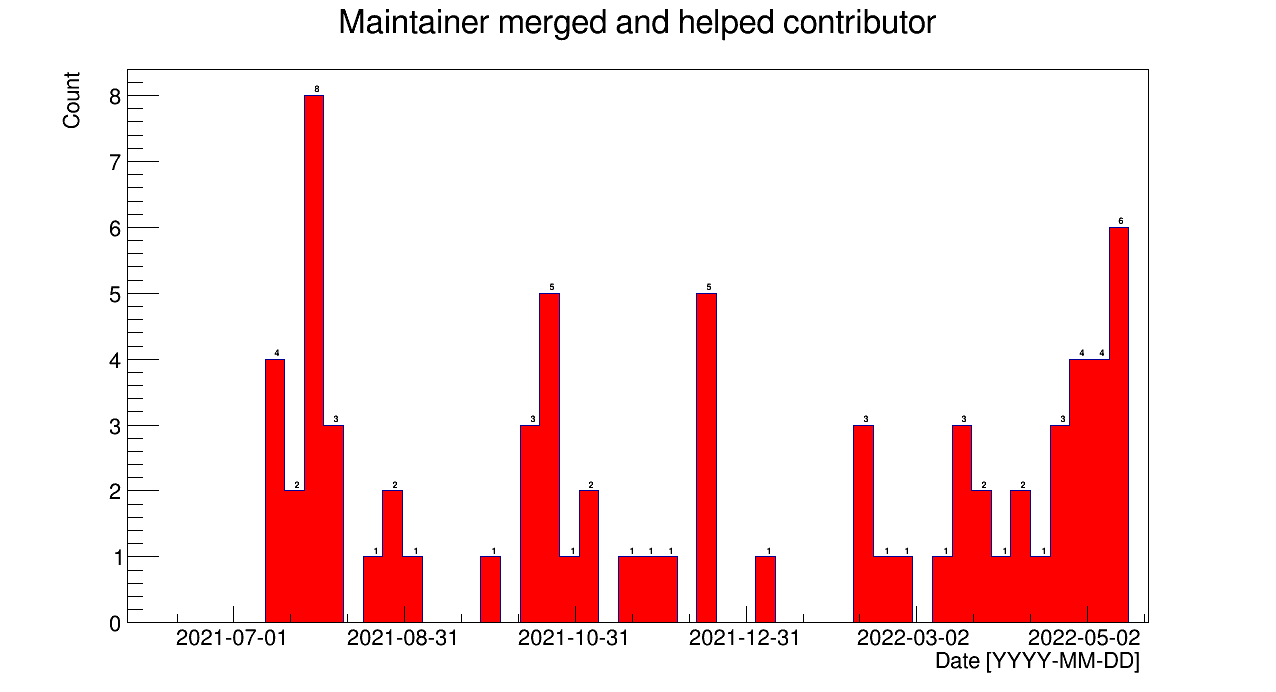 Maintainer merged and helped contributor
Count
8
7
6
5
4
3
2
1
0
4 2 8 3 1 2 1 1 3 5 1 2 1 1 1 5 1 3 1 1 1 3 2 1 2 1 3 4 4 6
2021-07-01 2021-08-31 2021-10-31 2021-12-31 2022-03-02 2022-05-02
Date [YYYY-MM-DD]